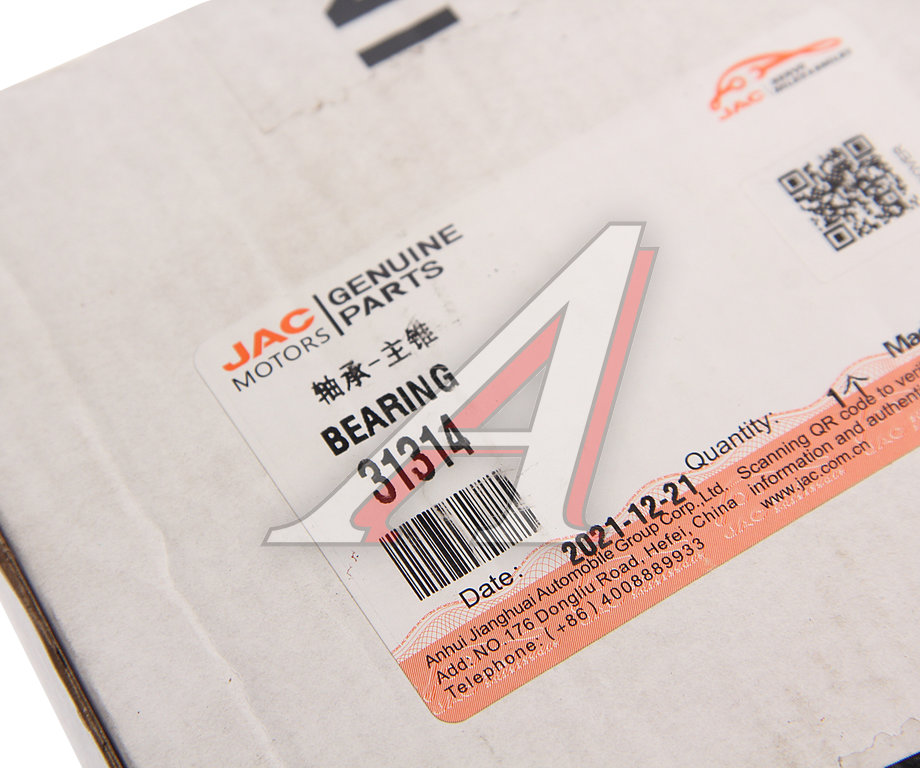 JAC
JAC
MOTORS
GENUINE
PARTS
轴承-主锥
BEARING
31314
Quantity: 1个
Date: 2021-12-21
Anhui Jianghuai Automobile Group Corp.,Ltd.
Add: NO.176 Dongliu Road, Hefei, China
Telephone: (+86) 4008889933
Scanning QR code to
information and
www.jac.com.cn